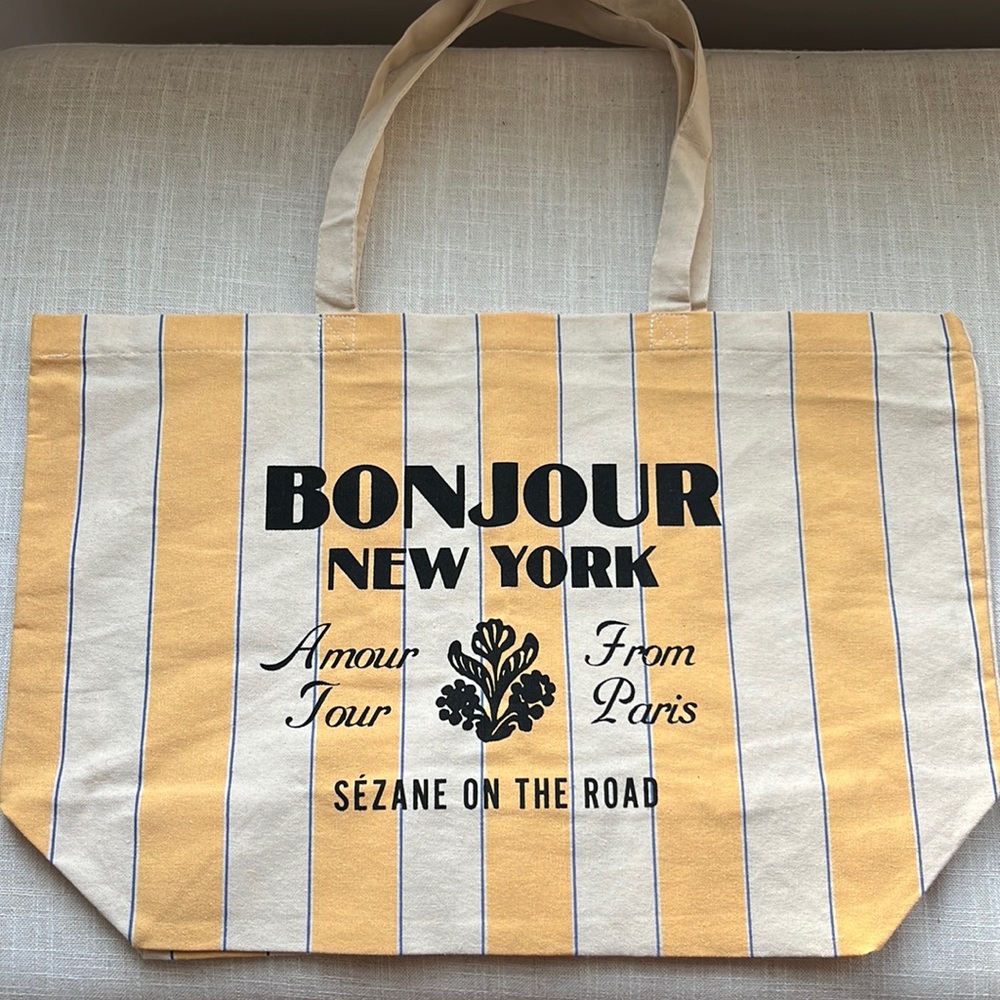 BONJOUR
NEW YORK
Amour From
Tour Paris
SÉZANE ON THE ROAD